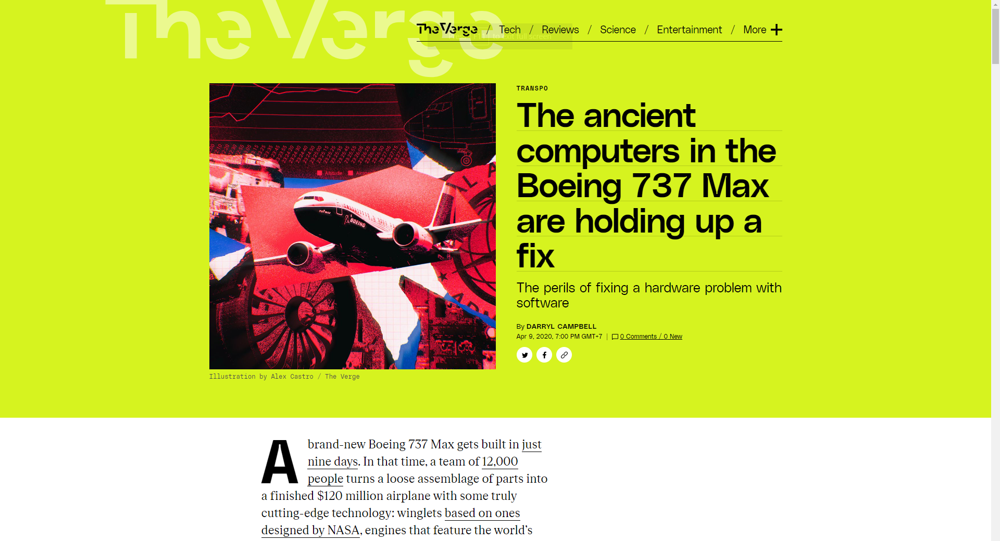 The Verge
The Verge / Tech / Reviews / Science / Entertainment / More
to exit full screen
TRANSPO
The ancient
computers in the
Boeing 737 Max
are holding up a
fix
The perils of fixing a hardware problem with
software
By DARRYL CAMPBELL
Apr 9, 2020, 7:00 PM GMT+7 | 0 Comments / 0 New
Altitude
737 MAX
BOEING
Illustration by Alex Castro / The Verge
A brand-new Boeing 737 Max gets built in just
nine days. In that time, a team of 12,000
people turns a loose assemblage of parts into
a finished $120 million airplane with some truly
cutting-edge technology: winglets based on ones
designed by NASA, engines that feature the world’s